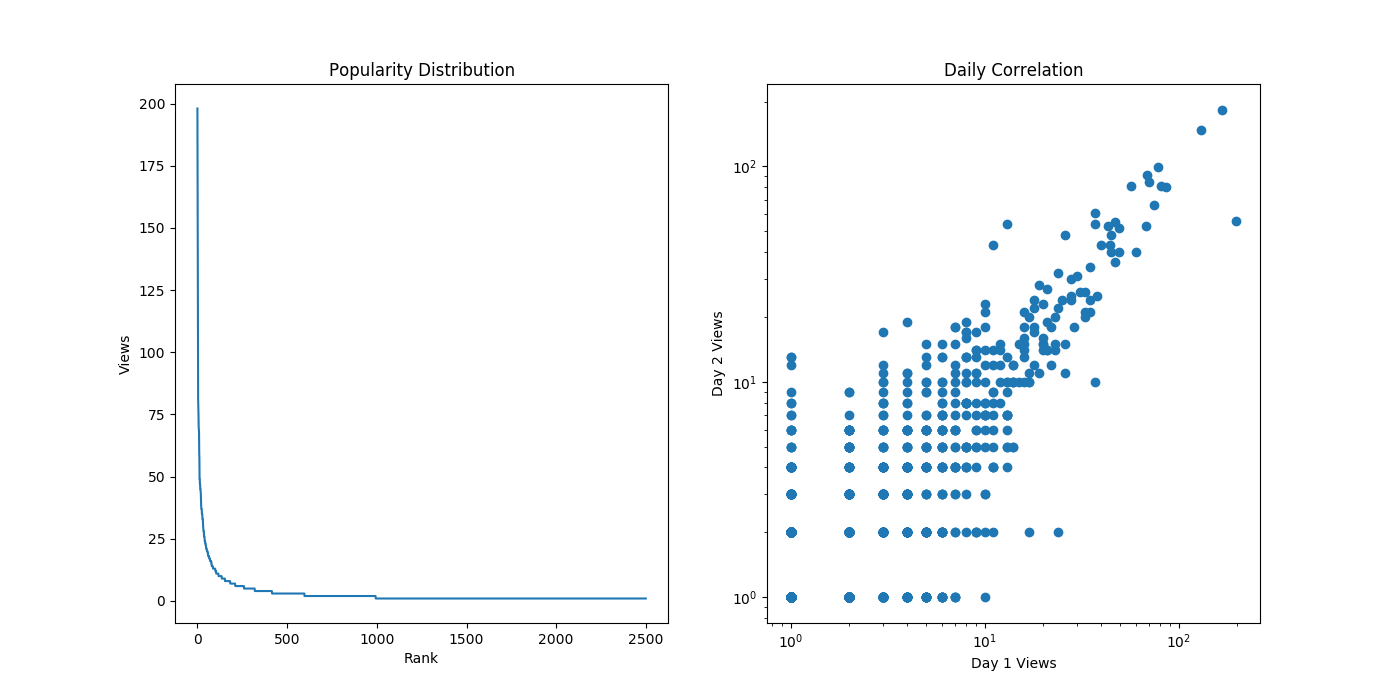 Popularity Distribution
200
175
150
125
100
75
50
25
0
Views
0 500 1000 1500 2000 2500
Rank
Daily Correlation
10²
10¹
10⁰
Day 2 Views
10⁰ 10¹ 10²
Day 1 Views